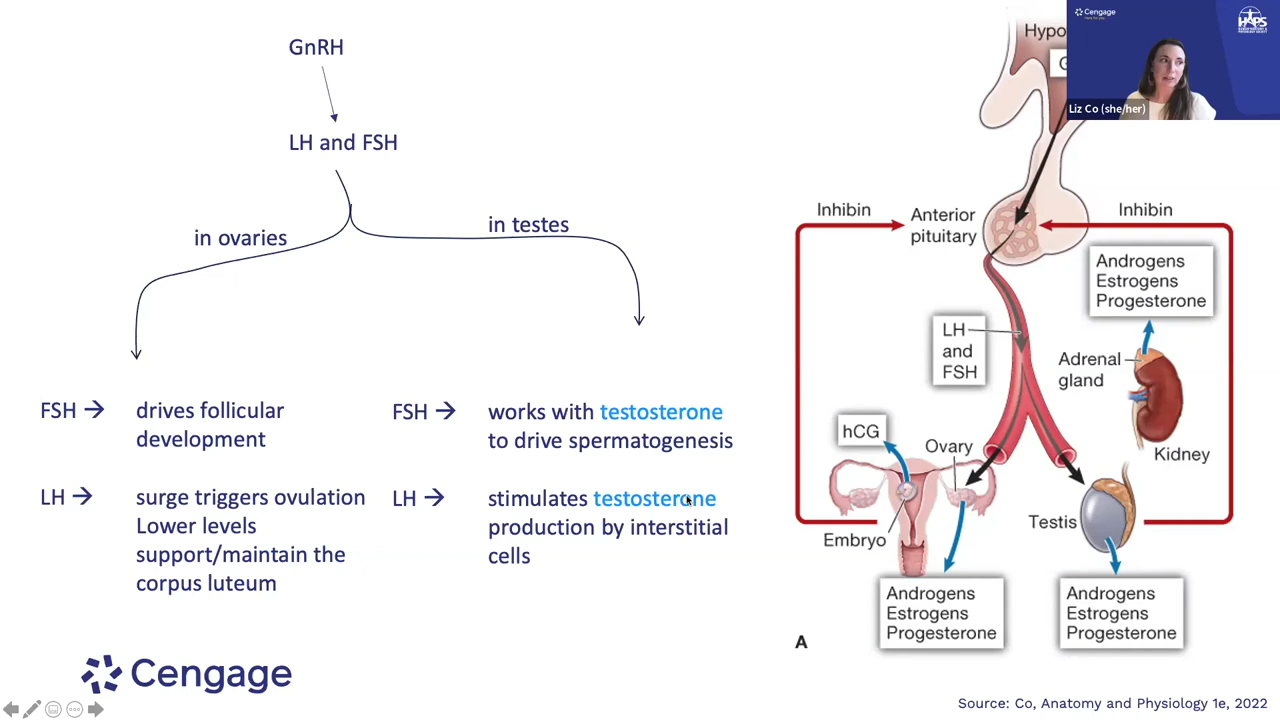 GnRH
LH and FSH
in ovaries
in testes
FSH → drives follicular
development
LH → surge triggers ovulation
Lower levels
support/maintain the
corpus luteum
FSH → works with testosterone
to drive spermatogenesis
LH → stimulates testosterone
production by interstitial
cells
Hypo
G
Cengage
HAPS
Liz Co (she/her)
Inhibin
Anterior
pituitary
Inhibin
Androgens
Estrogens
Progesterone
LH
and
FSH
Adrenal
gland
Kidney
hCG
Ovary
Embryo
Testis
Androgens
Estrogens
Progesterone
Androgens
Estrogens
Progesterone
A
Cengage
Source: Co, Anatomy and Physiology 1e, 2022